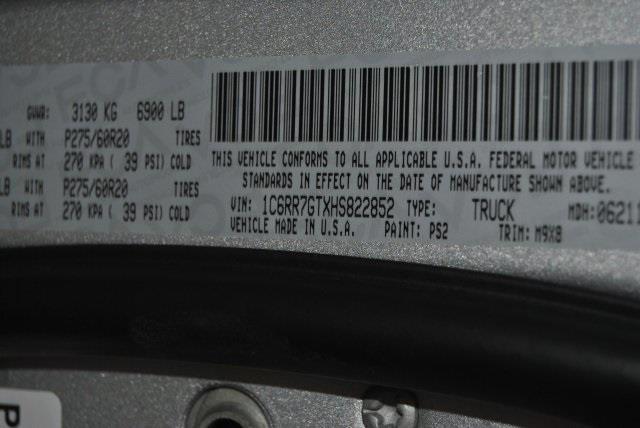 GVWR: 3130 KG 6900 LB
LB WITH P275/60R20 TIRES
RIMS AT 270 KPA ( 39 PSI) COLD
LB WITH P275/60R20 TIRES
RIMS AT 270 KPA ( 39 PSI) COLD
THIS VEHICLE CONFORMS TO ALL APPLICABLE U.S.A. FEDERAL MOTOR VEHICLE
STANDARDS IN EFFECT ON THE DATE OF MANUFACTURE SHOWN ABOVE.
VIN: 1C6RR7GTXHS822852 TYPE: TRUCK MDH: 06211
VEHICLE MADE IN U.S.A. PAINT: PS2 TRIM: M9X8
P